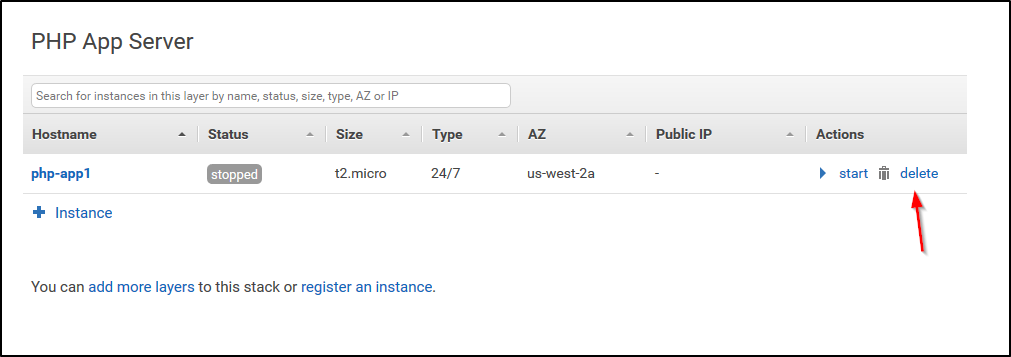 PHP App Server
Search for instances in this layer by name, status, size, type, AZ or IP
Hostname Status Size Type AZ Public IP Actions
php-app1 stopped t2.micro 24/7 us-west-2a - start delete
Instance
You can add more layers to this stack or register an instance.